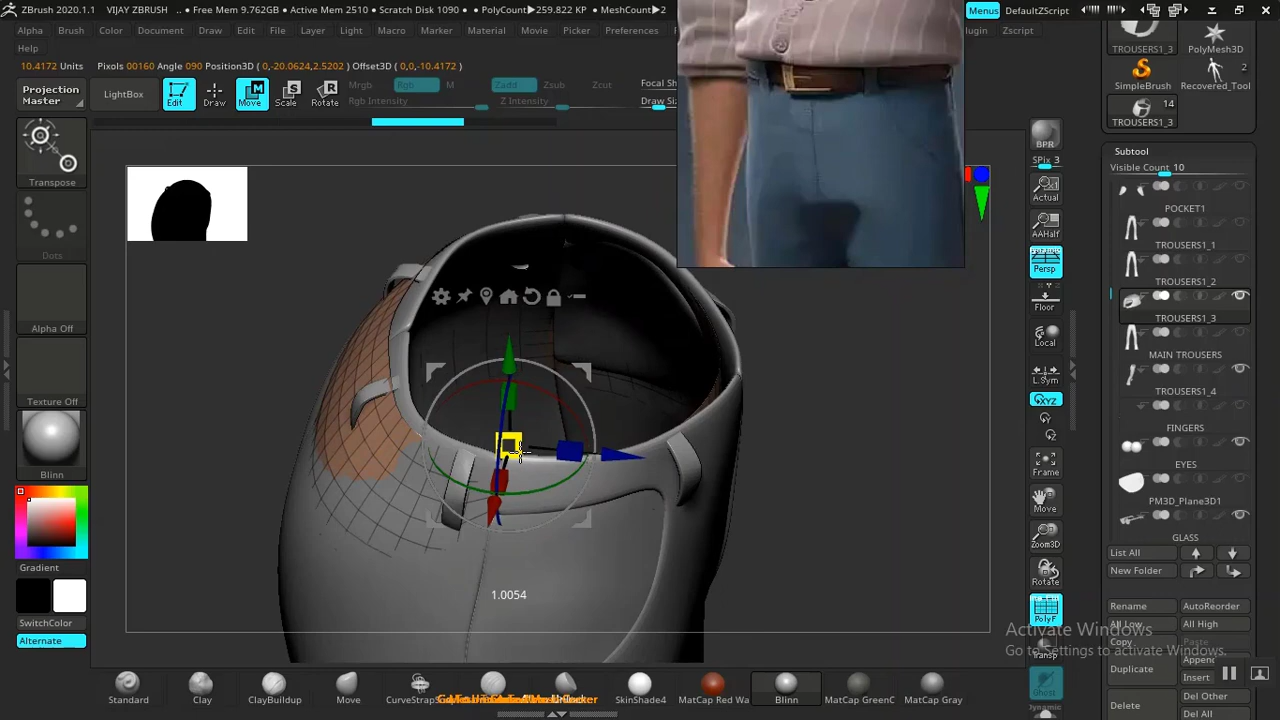 ZBrush 2020.1.1 VIJAY ZBRUSH • Free Mem 9.762GB • Active Mem 2510 • Scratch Disk 1090 • PolyCount▶259.822 KP • MeshCount▶2
Menus DefaultZScript
Alpha Brush Color Document Draw Edit File Layer Light Macro Marker Material Movie Picker Preferences
Zscript
Help
10.4172 Units Pixels 00160 Angle 090 Position3D ( 0,-20.0624,2.5202 ) Offset3D ( 0,0,-10.4172)
Projection
Master
LightBox
Edit
Draw
Move
Scale
Rotate
Mrgb Rgb M
Rgb Intensity
Zadd Zsub Zcut
Z Intensity
Focal Sh
Draw Siz
TROUSERS1_3
PolyMesh3D
SimpleBrush
Recovered_Tool
2
14
TROUSERS1_3
Transpose
Dots
Alpha Off
Texture Off
Blinn
Gradient
SwitchColor
Alternate
1.0054
BPR
SPix 3
Actual
AAHalf
Persp
Floor
Local
L.Sym
XYZ
Frame
Move
Zoom3D
Rotate
PolyF
Transp
Ghost
Dynamic
Subtool
Visible Count 10
POCKET1
TROUSERS1_1
TROUSERS1_2
TROUSERS1_3
MAIN TROUSERS
TROUSERS1_4
FINGERS
EYES
PM3D_Plane3D1
GLASS
List All
New Folder
Rename AutoReorder
All Low All High
Copy Paste
Duplicate
Append
Insert
Delete
Del Other
Del All
Activate Windows
Go to Settings to activate Windows.
Standard Clay ClayBuildup Move SkinShade4 MatCap Red Wa Blinn MatCap GreenC MatCap Gray